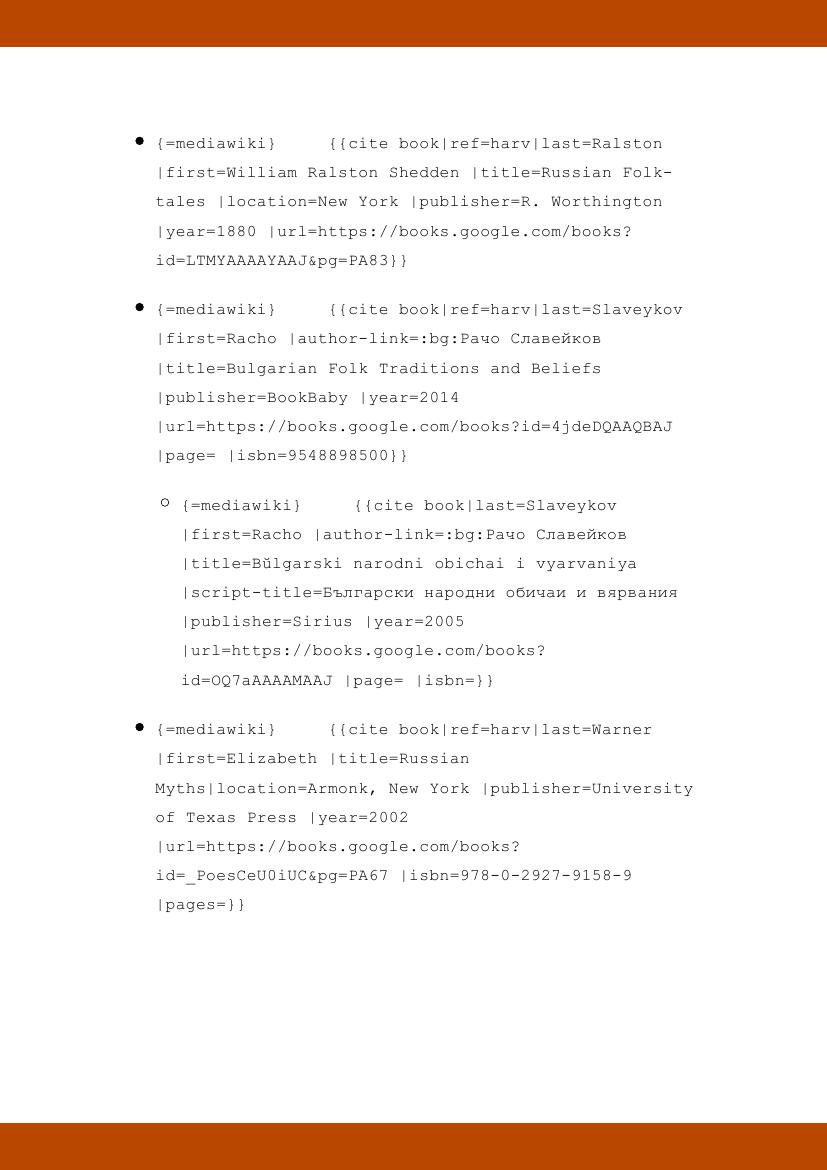 {=mediawiki} {{cite book|ref=harv|last=Ralston
|first=William Ralston Shedden |title=Russian Folk-
tales |location=New York |publisher=R. Worthington
|year=1880 |url=https://books.google.com/books?
id=LTMYAAAAYAAJ&pg=PA83}}
{=mediawiki} {{cite book|ref=harv|last=Slaveykov
|first=Racho |author-link=:bg:Рачо Славейков
|title=Bulgarian Folk Traditions and Beliefs
|publisher=BookBaby |year=2014
|url=https://books.google.com/books?id=4jdeDQAAQBAJ
|page= |isbn=9548898500}}
{=mediawiki} {{cite book|last=Slaveykov
|first=Racho |author-link=:bg:Рачо Славейков
|title=Bŭlgarski narodni obichai i vyarvaniya
|script-title=Български народни обичаи и вярвания
|publisher=Sirius |year=2005
|url=https://books.google.com/books?
id=OQ7aAAAAMAAJ |page= |isbn=}}
{=mediawiki} {{cite book|ref=harv|last=Warner
|first=Elizabeth |title=Russian
Myths|location=Armonk, New York |publisher=University
of Texas Press |year=2002
|url=https://books.google.com/books?
id=_PoesCeU0iUC&pg=PA67 |isbn=978-0-2927-9158-9
|pages=}}